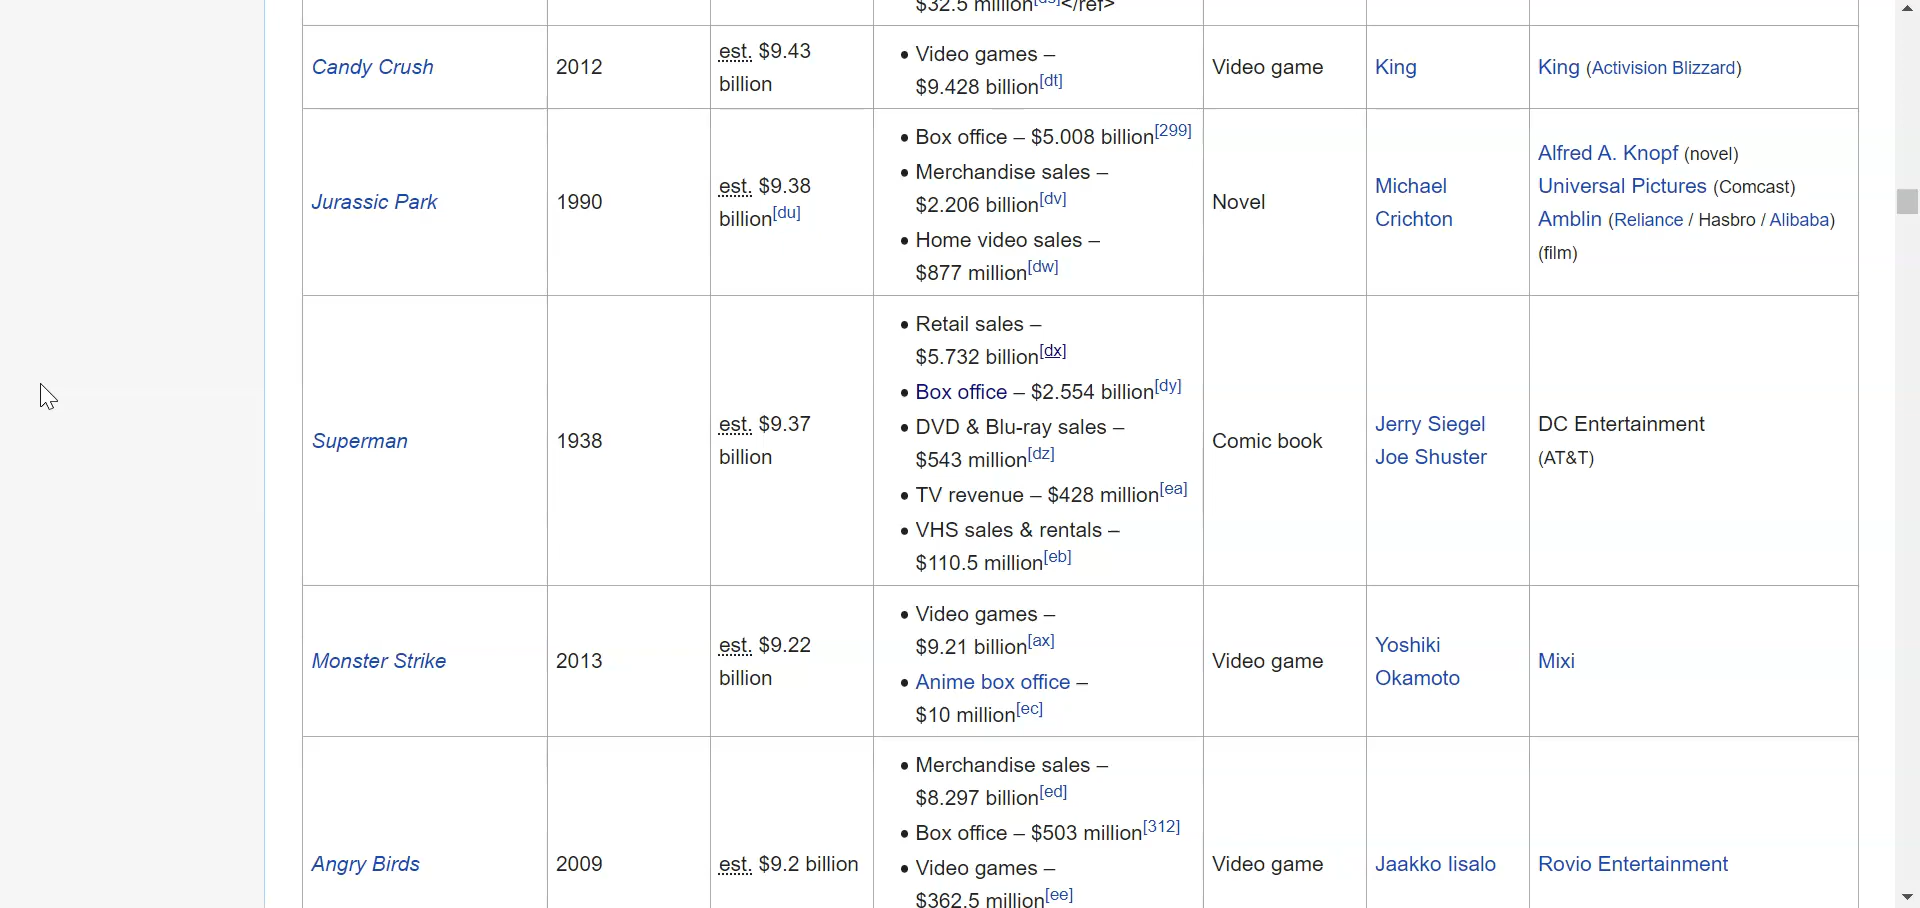 $32.5 million[ds]</ref>
Candy Crush
2012
est. $9.43
billion
• Video games –
$9.428 billion[dt]
Video game
King
King (Activision Blizzard)
Jurassic Park
1990
est. $9.38
billion[du]
• Box office – $5.008 billion[299]
• Merchandise sales –
$2.206 billion[dv]
• Home video sales –
$877 million[dw]
Novel
Michael
Crichton
Alfred A. Knopf (novel)
Universal Pictures (Comcast)
Amblin (Reliance / Hasbro / Alibaba)
(film)
Superman
1938
est. $9.37
billion
• Retail sales –
$5.732 billion[dx]
• Box office – $2.554 billion[dy]
• DVD & Blu-ray sales –
$543 million[dz]
• TV revenue – $428 million[ea]
• VHS sales & rentals –
$110.5 million[eb]
Comic book
Jerry Siegel
Joe Shuster
DC Entertainment
(AT&T)
Monster Strike
2013
est. $9.22
billion
• Video games –
$9.21 billion[ax]
• Anime box office –
$10 million[ec]
Video game
Yoshiki
Okamoto
Mixi
Angry Birds
2009
est. $9.2 billion
• Merchandise sales –
$8.297 billion[ed]
• Box office – $503 million[312]
• Video games –
$362.5 million[ee]
Video game
Jaakko Iisalo
Rovio Entertainment